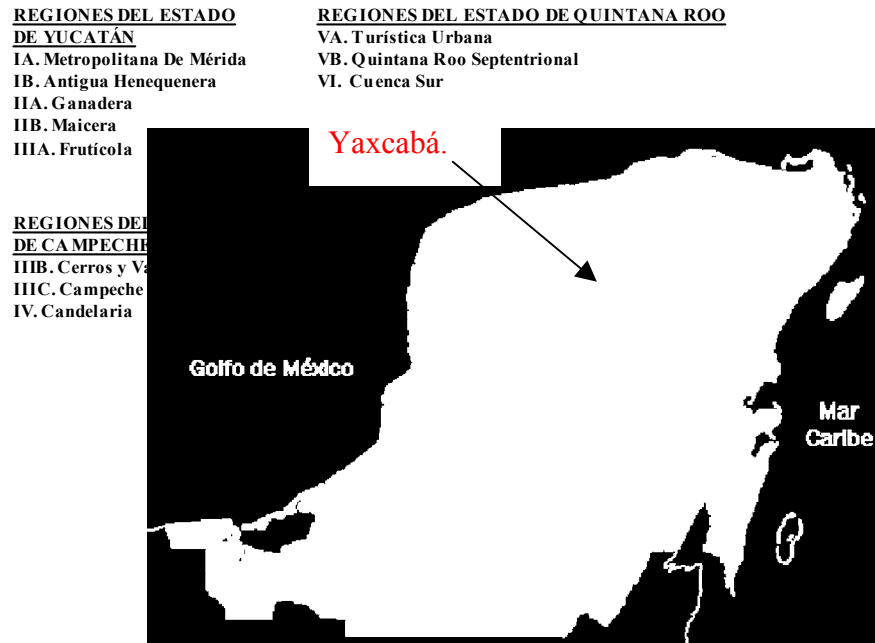 REGIONES DEL ESTADO
DE YUCATÁN
IA. Metropolitana De Mérida
IB. Antigua Henequenera
IIA. Ganadera
IIB. Maicera
IIIA. Frutícola
REGIONES DEL ESTADO DE QUINTANA ROO
VA. Turística Urbana
VB. Quintana Roo Septentrional
VI. Cuenca Sur
Yaxcabá.
REGIONES DEL
DE CAMPECHE
IIIB. Cerros y
IIIC. Campeche
IV. Candelaria
Golfo de México
Mar
Caribe